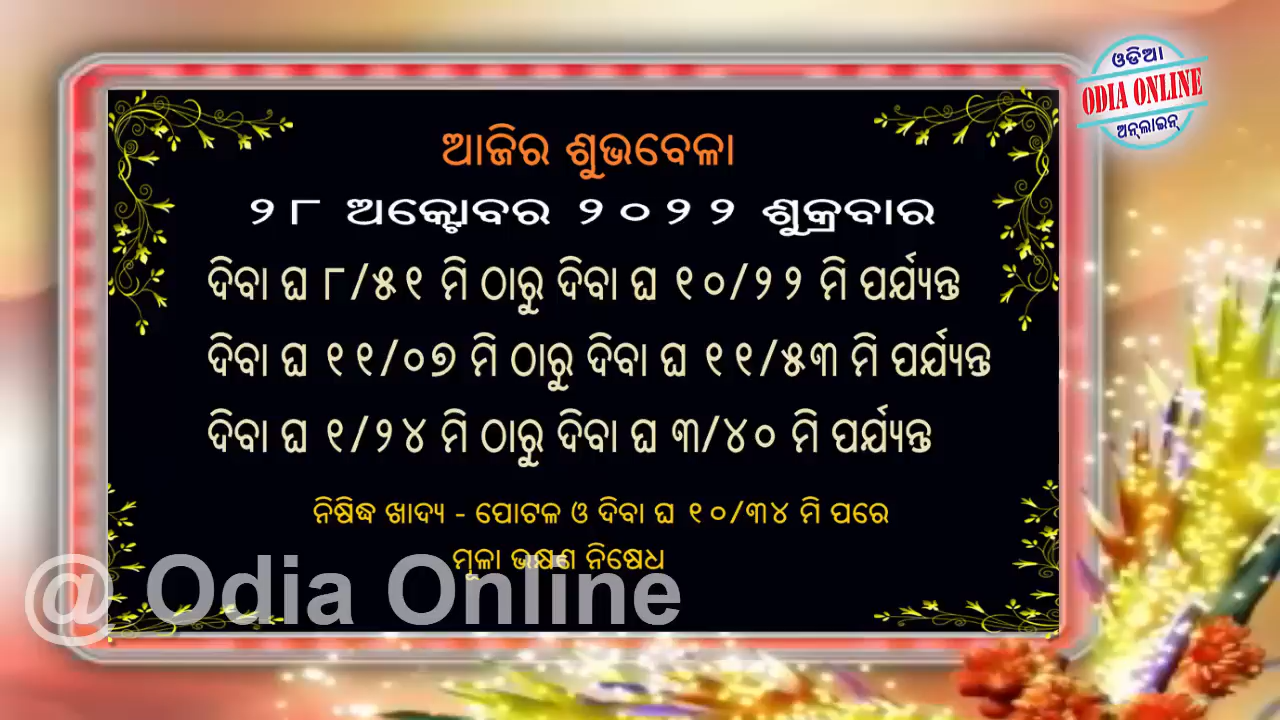 ଓଡିଆ
ODIA ONLINE
ଅନ୍‌ଲାଇନ୍
ଆଜିର ଶୁଭବେଳା
୨୮ ଅକ୍ଟୋବର ୨୦୨୨ ଶୁକ୍ରବାର
ଦିବା ଘ ୮/୫୧ ମି ଠାରୁ ଦିବା ଘ ୧୦/୨୨ ମି ପର୍ଯ୍ୟନ୍ତ
ଦିବା ଘ ୧୧/୦୭ ମି ଠାରୁ ଦିବା ଘ ୧୧/୫୩ ମି ପର୍ଯ୍ୟନ୍ତ
ଦିବା ଘ ୧/୨୪ ମି ଠାରୁ ଦିବା ଘ ୩/୪୦ ମି ପର୍ଯ୍ୟନ୍ତ
ନିଷିଦ୍ଧ ଖାଦ୍ୟ - ପୋଟଳ ଓ ଦିବା ଘ ୧୦/୩୪ ମି ପରେ
ମୂଳା ଭକ୍ଷଣ ନିଷେଧ
@ Odia Online